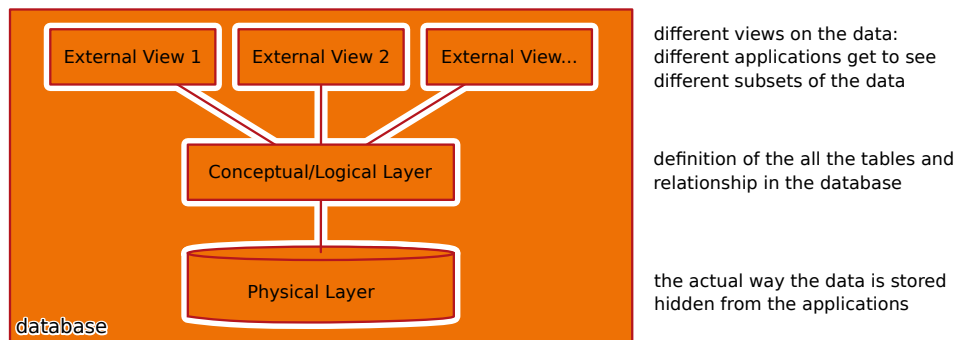 External View 1
External View 2
External View...
different views on the data:
different applications get to see
different subsets of the data
Conceptual/Logical Layer
definition of the all the tables and
relationship in the database
Physical Layer
the actual way the data is stored
hidden from the applications
database